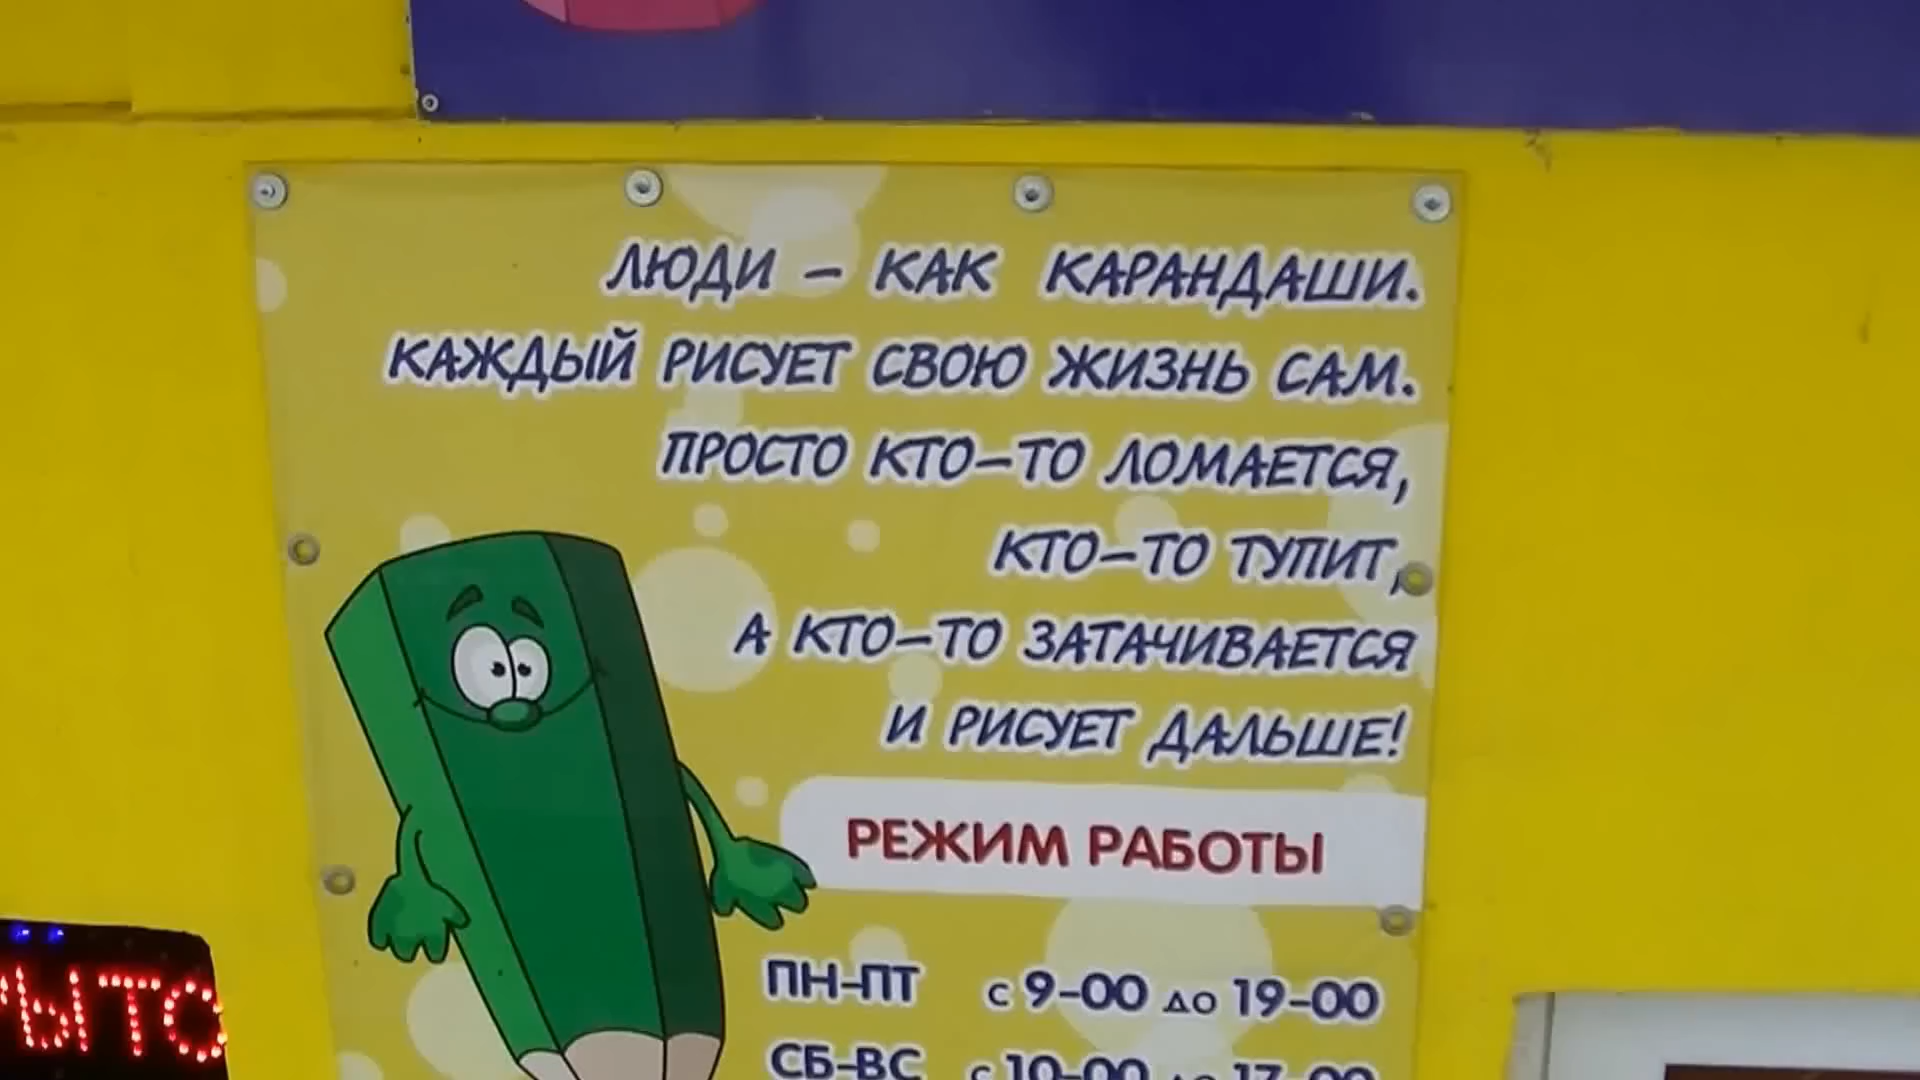 ЛЮДИ – КАК КАРАНДАШИ.
КАЖДЫЙ РИСУЕТ СВОЮ ЖИЗНЬ САМ.
ПРОСТО КТО-ТО ЛОМАЕТСЯ,
КТО-ТО ТУПИТ,
А КТО-ТО ЗАТАЧИВАЕТСЯ
И РИСУЕТ ДАЛЬШЕ!
РЕЖИМ РАБОТЫ
ПН-ПТ с 9-00 до 19-00
СБ-ВС с 10-00 до 17-00
ЫТО